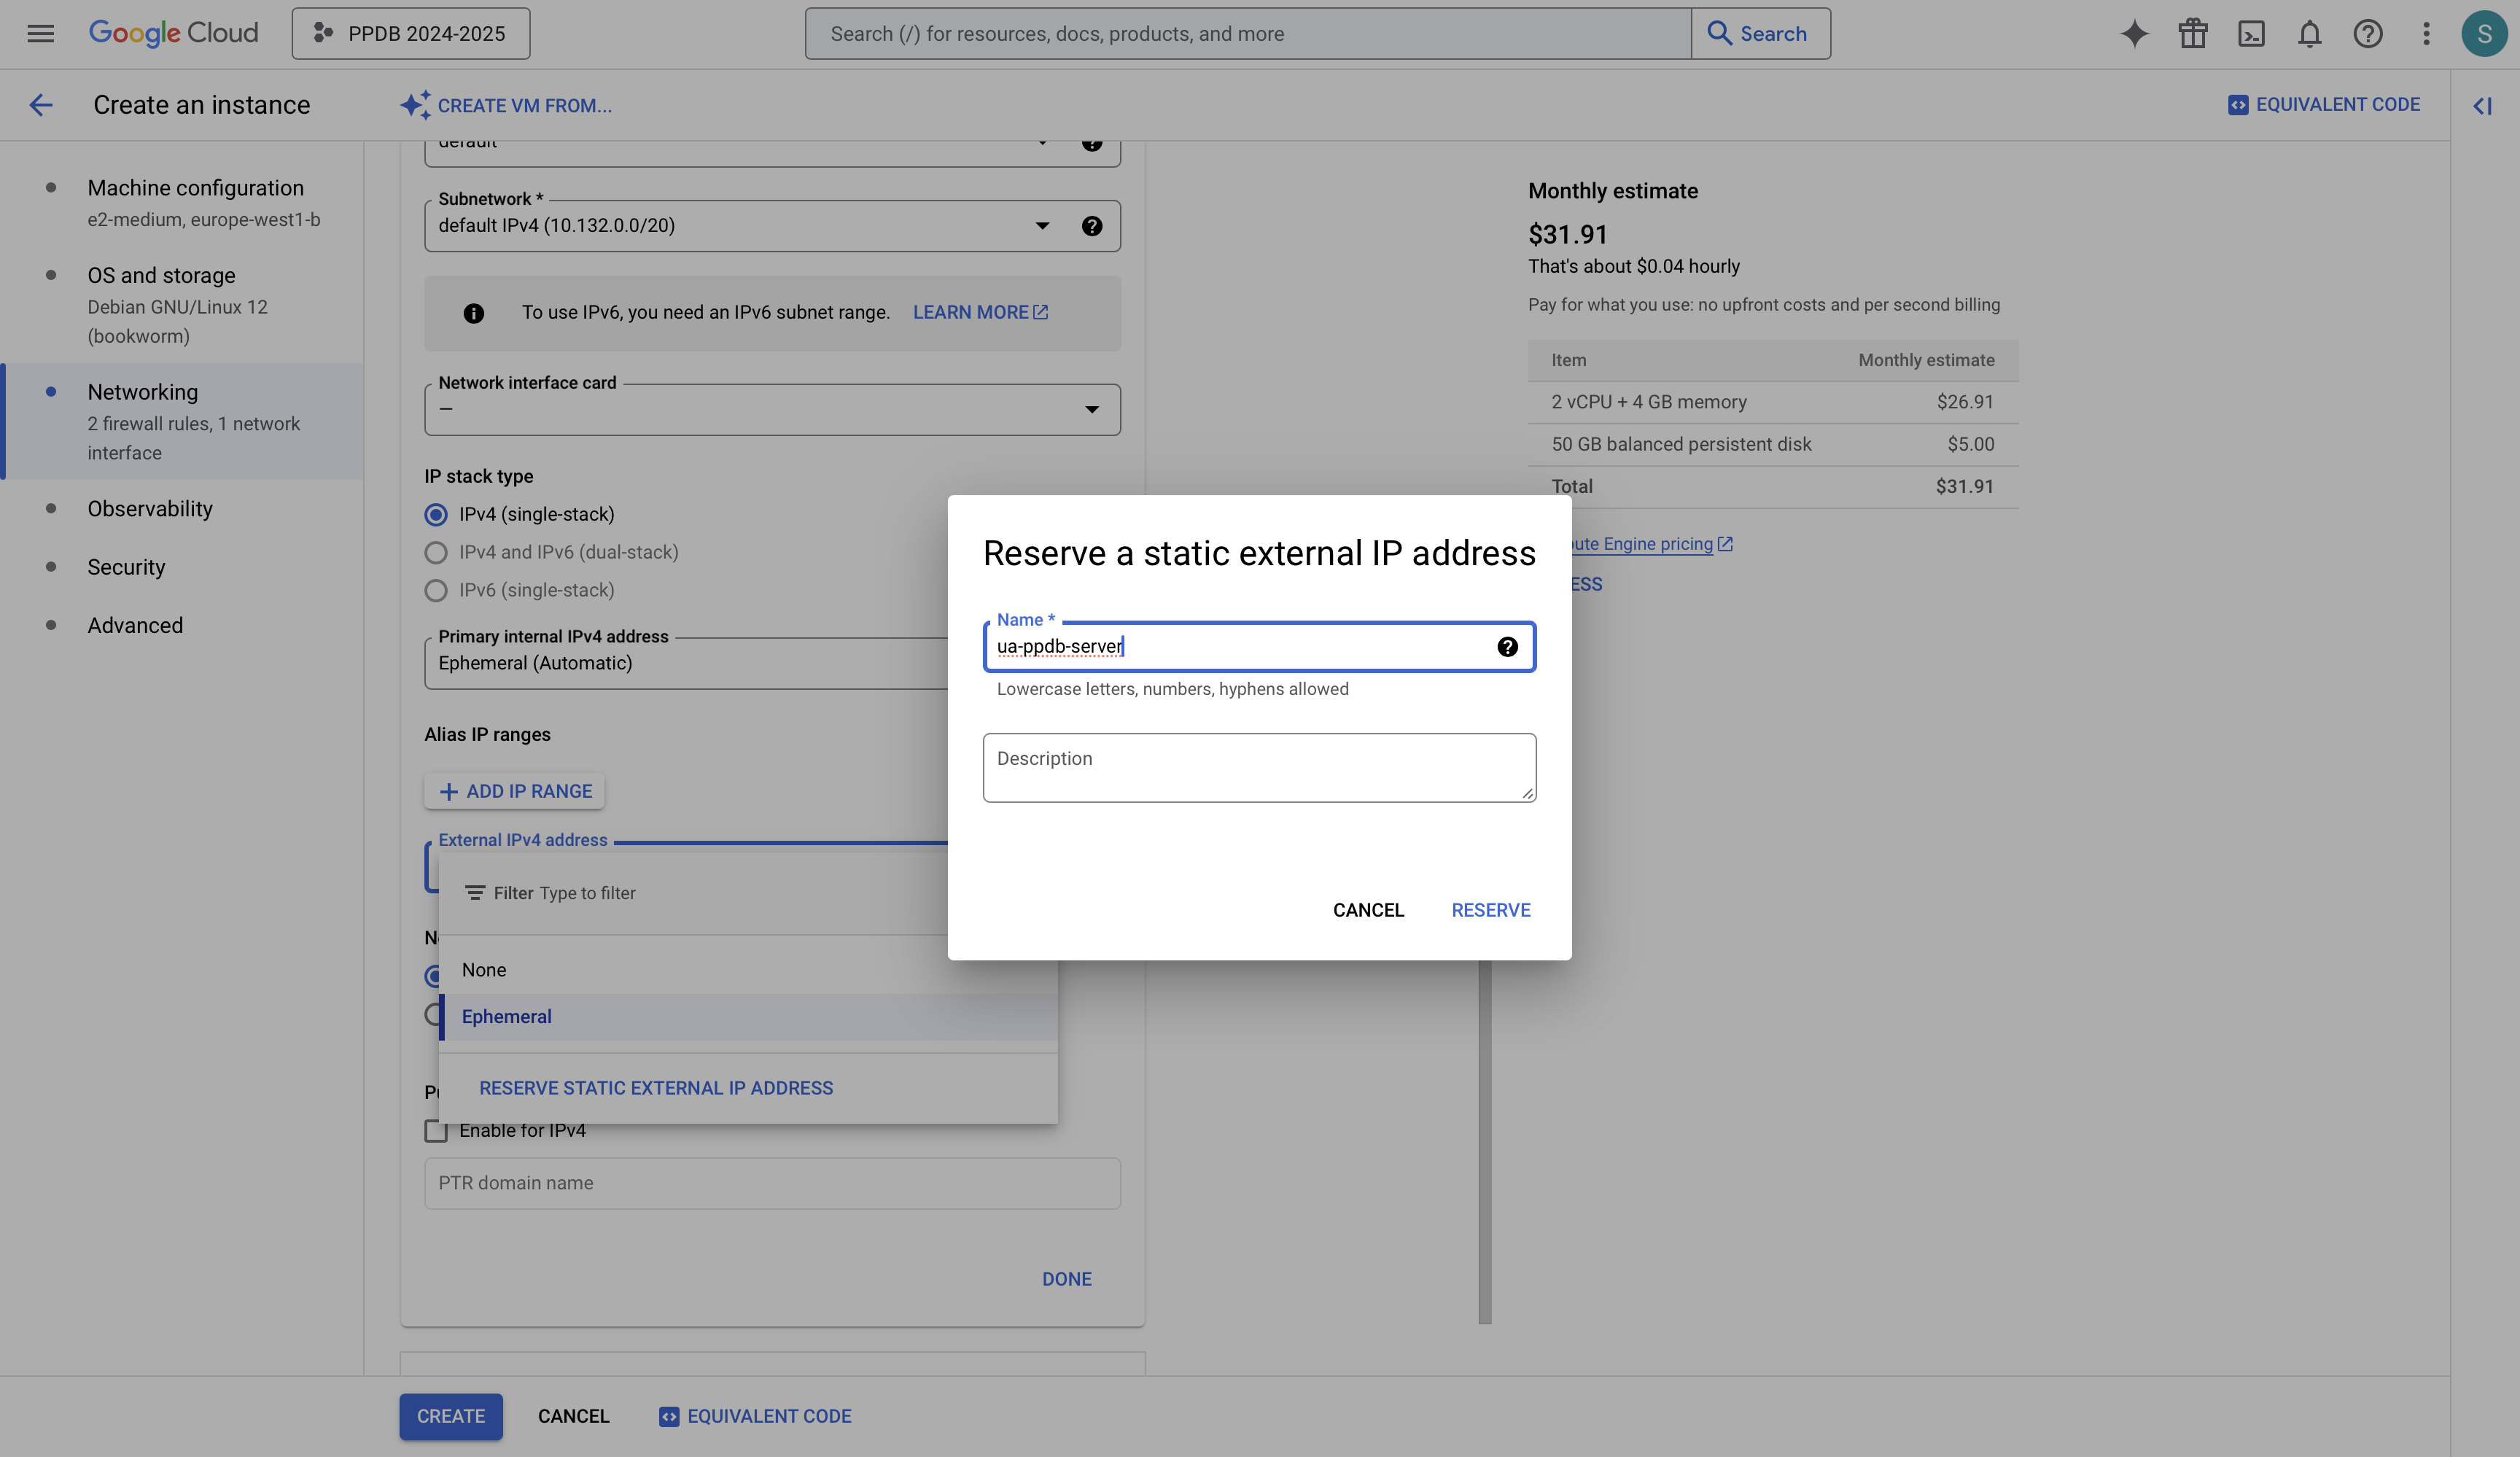 Google Cloud
PPDB 2024-2025
Search (/) for resources, docs, products, and more
Search
S
Create an instance
CREATE VM FROM...
EQUIVALENT CODE
Machine configuration
e2-medium, europe-west1-b
OS and storage
Debian GNU/Linux 12
(bookworm)
Networking
2 firewall rules, 1 network
interface
Observability
Security
Advanced
default
Subnetwork *
default IPv4 (10.132.0.0/20)
To use IPv6, you need an IPv6 subnet range. LEARN MORE
Network interface card
–
IP stack type
IPv4 (single-stack)
IPv4 and IPv6 (dual-stack)
IPv6 (single-stack)
Primary internal IPv4 address
Ephemeral (Automatic)
Alias IP ranges
ADD IP RANGE
External IPv4 address
Filter Type to filter
None
Ephemeral
RESERVE STATIC EXTERNAL IP ADDRESS
Enable for IPv4
PTR domain name
DONE
Reserve a static external IP address
Name *
ua-ppdb-server
Lowercase letters, numbers, hyphens allowed
Description
CANCEL
RESERVE
Monthly estimate
$31.91
That's about $0.04 hourly
Pay for what you use: no upfront costs and per second billing
Item Monthly estimate
2 vCPU + 4 GB memory $26.91
50 GB balanced persistent disk $5.00
Total $31.91
Engine pricing
CREATE
CANCEL
EQUIVALENT CODE